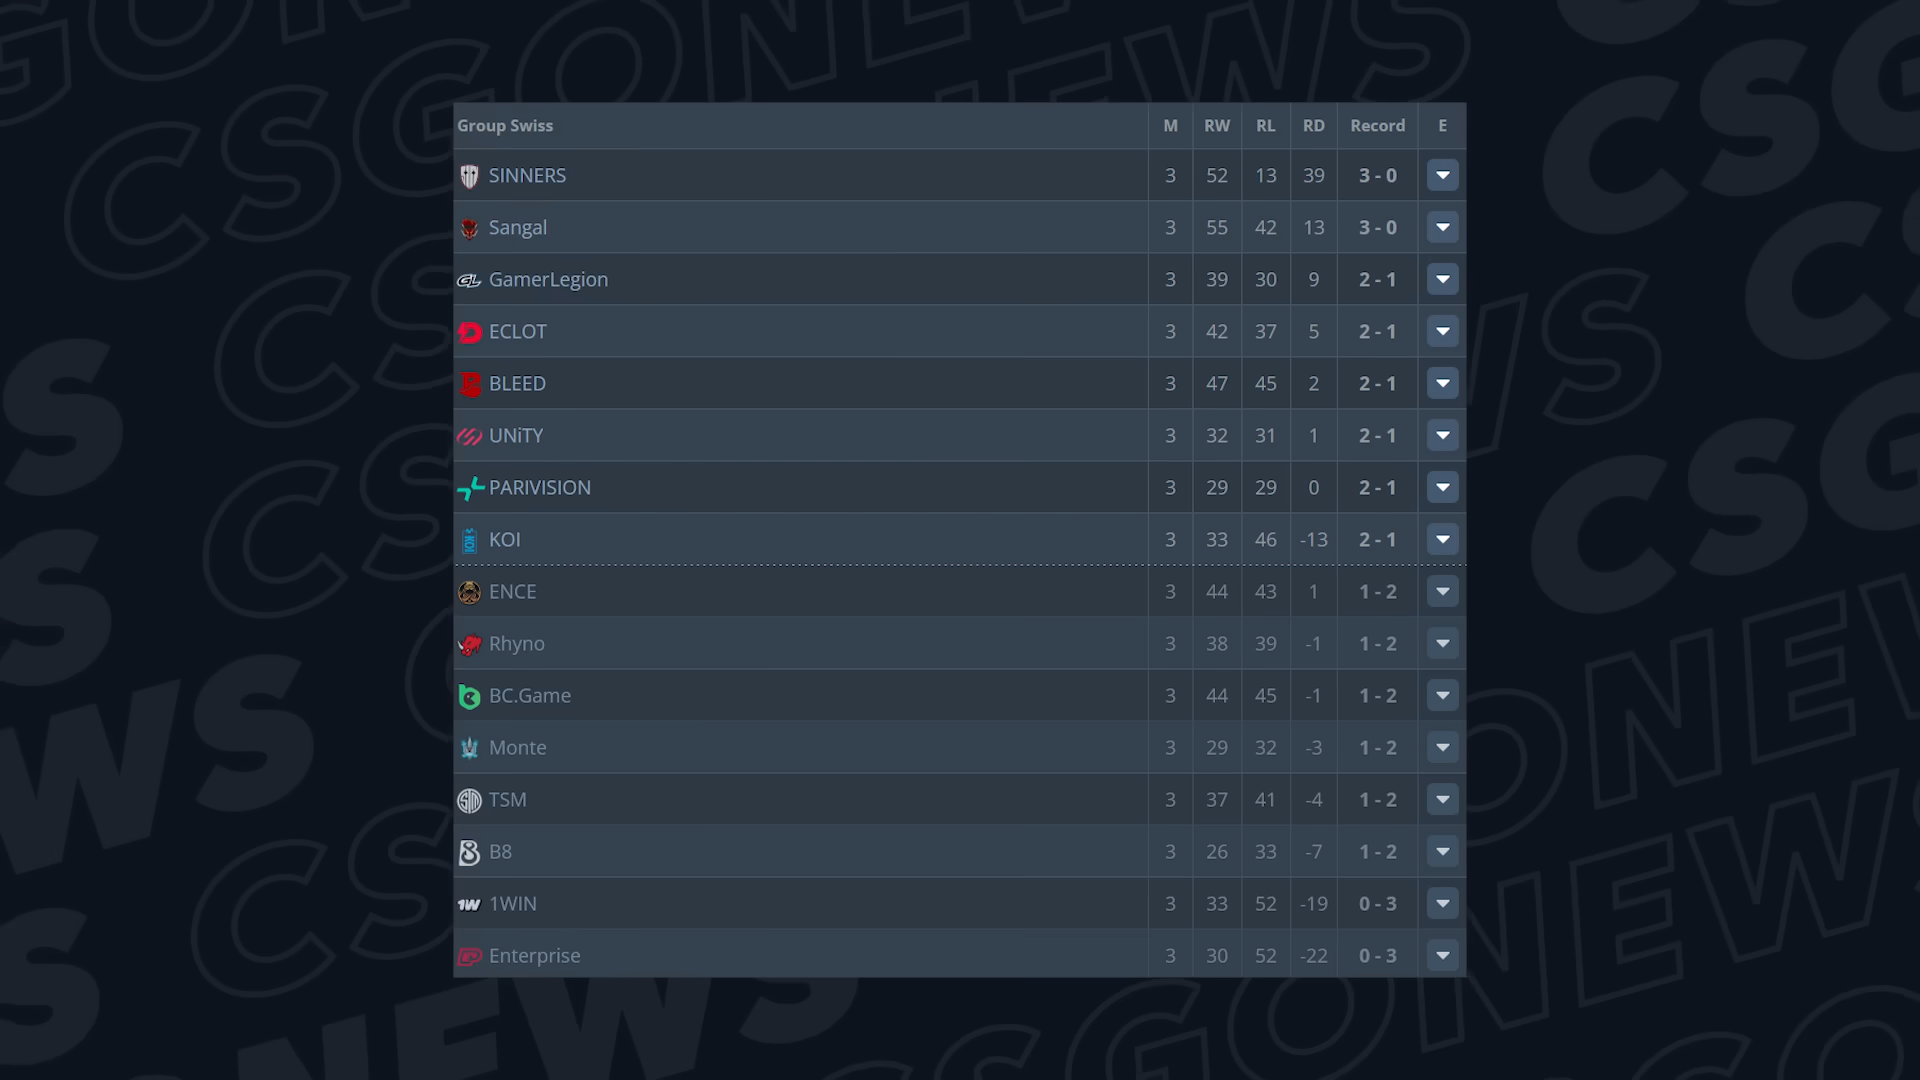 Group Swiss M RW RL RD Record E
SINNERS 3 52 13 39 3 - 0
Sangal 3 55 42 13 3 - 0
GamerLegion 3 39 30 9 2 - 1
ECLOT 3 42 37 5 2 - 1
BLEED 3 47 45 2 2 - 1
UNiTY 3 32 31 1 2 - 1
PARIVISION 3 29 29 0 2 - 1
KOI 3 33 46 -13 2 - 1
ENCE 3 44 43 1 1 - 2
Rhyno 3 38 39 -1 1 - 2
BC.Game 3 44 45 -1 1 - 2
Monte 3 29 32 -3 1 - 2
TSM 3 37 41 -4 1 - 2
B8 3 26 33 -7 1 - 2
1WIN 3 33 52 -19 0 - 3
Enterprise 3 30 52 -22 0 - 3